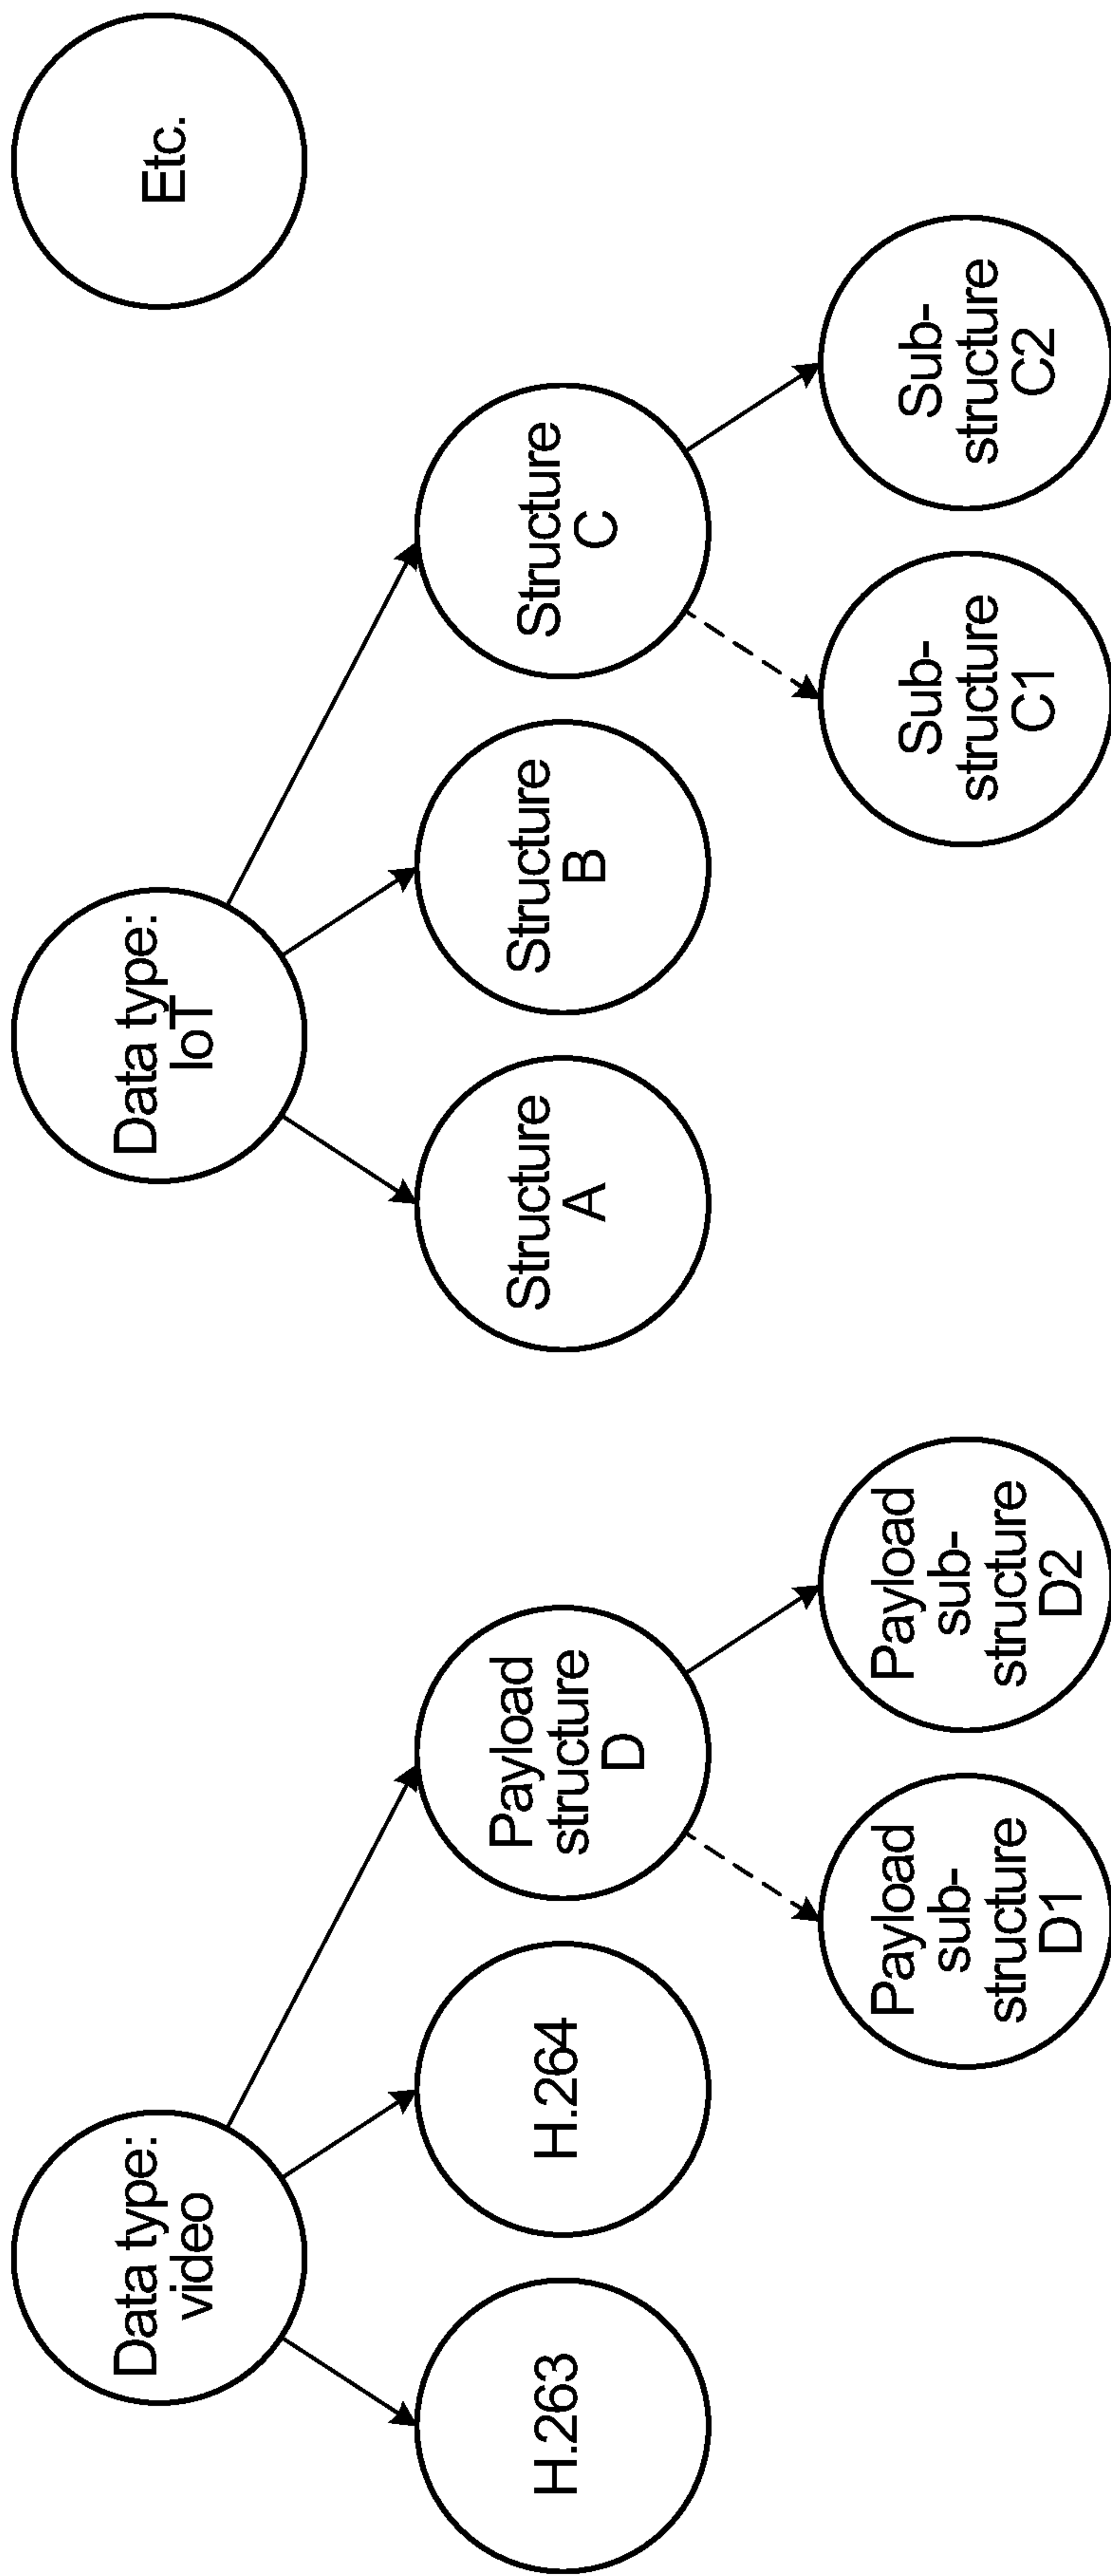 Data type:
video
Data type:
IoT
Etc.
H.263
H.264
Payload
structure
D
Structure
A
Structure
B
Structure
C
Payload
sub-
structure
D1
Payload
sub-
structure
D2
Sub-
structure
C1
Sub-
structure
C2